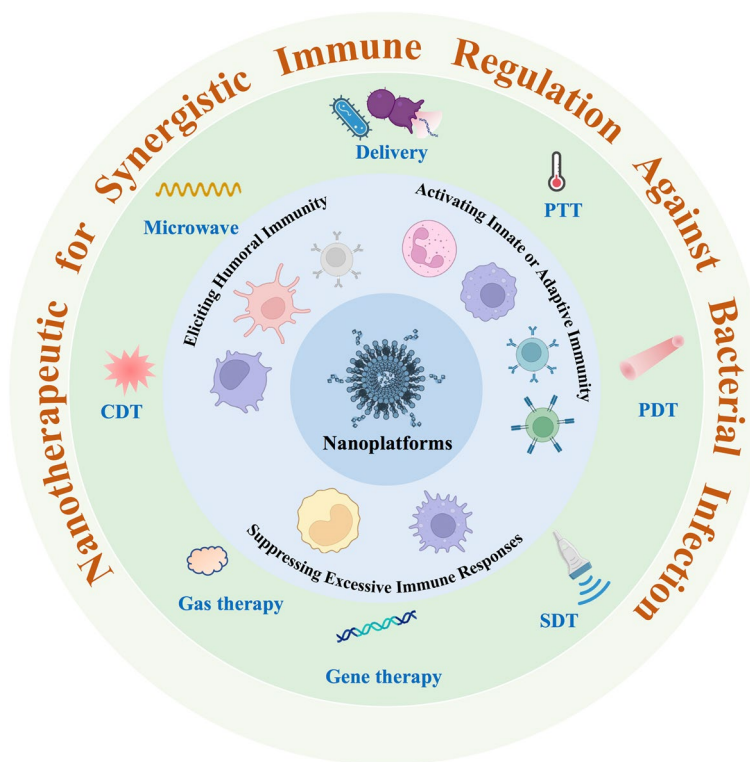 Nanotherapeutic for Synergistic Immune Regulation Against Bacterial Infection
Delivery
PTT
PDT
SDT
Gene therapy
Gas therapy
CDT
Microwave
Eliciting Humoral Immunity
Activating Innate or Adaptive Immunity
Suppressing Excessive Immune Responses
Nanoplatforms